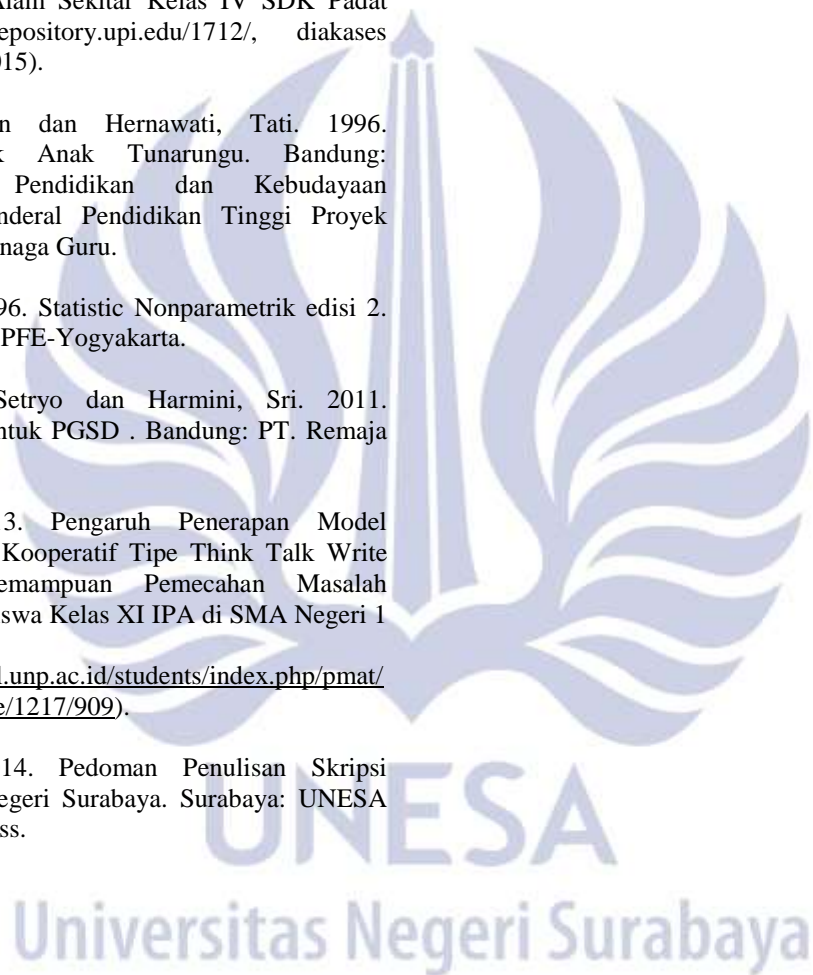 Alam Sekitar Kelas IV SDK Padat
epository.upi.edu/1712/, diakases
015).
n dan Hernawati, Tati. 1996.
k Anak Tunarungu. Bandung:
Pendidikan dan Kebudayaan
nderal Pendidikan Tinggi Proyek
naga Guru.
96. Statistic Nonparametrik edisi 2.
PFE-Yogyakarta.
Setryo dan Harmini, Sri. 2011.
ntuk PGSD . Bandung: PT. Remaja
3. Pengaruh Penerapan Model
Kooperatif Tipe Think Talk Write
emampuan Pemecahan Masalah
iswa Kelas XI IPA di SMA Negeri 1
l.unp.ac.id/students/index.php/pmat/
e/1217/909).
14. Pedoman Penulisan Skripsi
egeri Surabaya. Surabaya: UNESA
ss.
UNESA
Universitas Negeri Surabaya